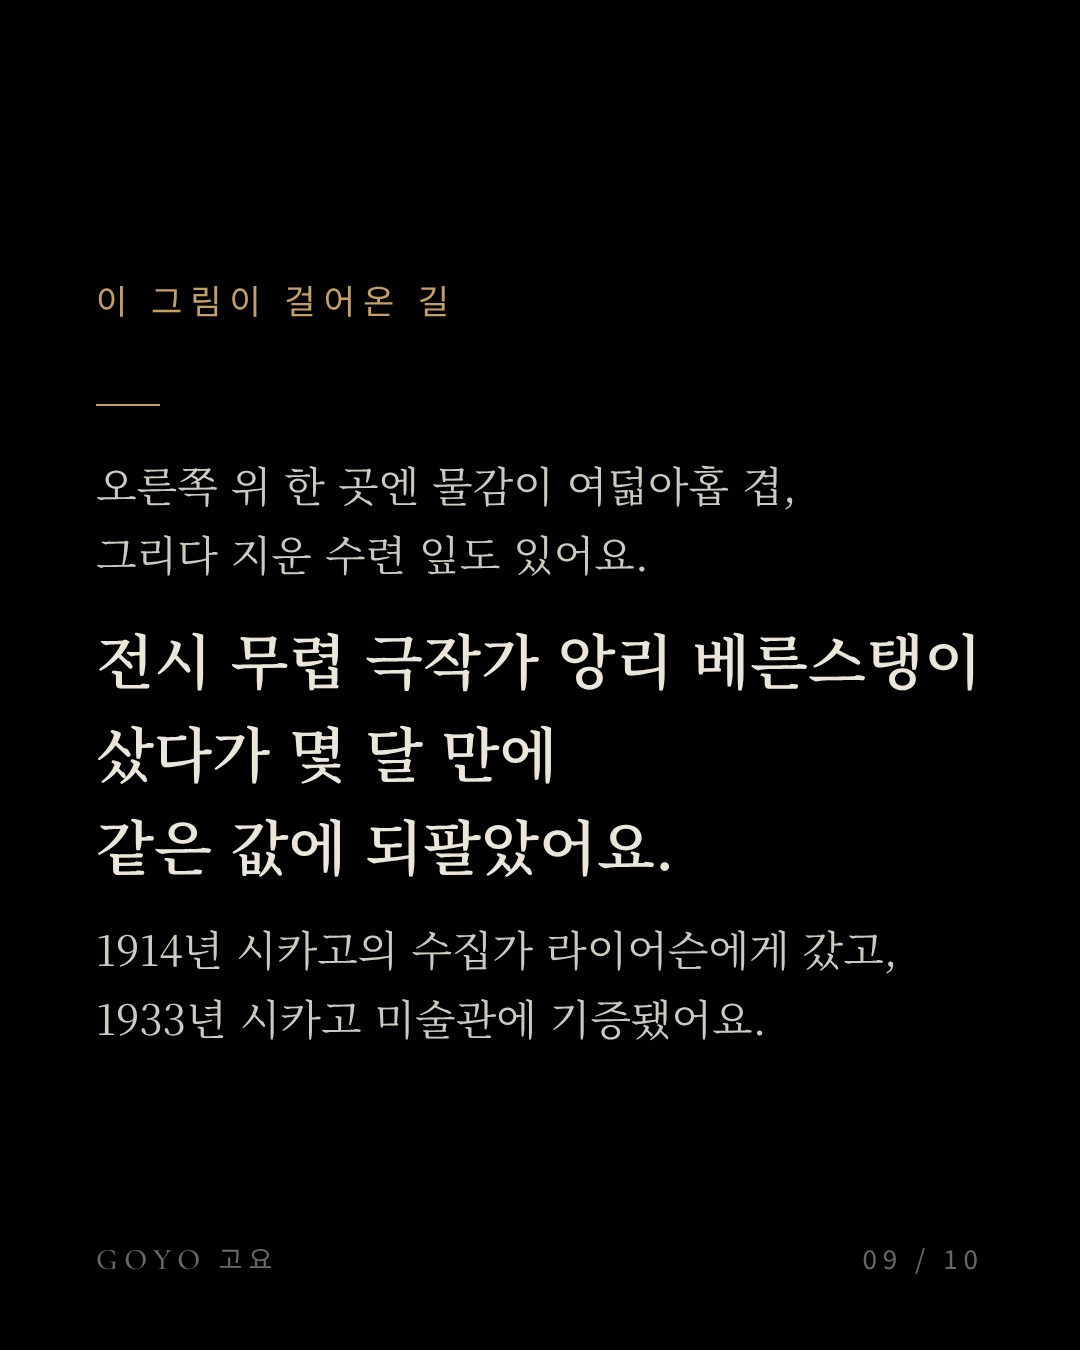 이 그림이 걸어온 길
오른쪽 위 한 곳엔 물감이 여덟아홉 겹,
그리다 지운 수련 잎도 있어요.
전시 무렵 극작가 앙리 베른스탱이
샀다가 몇 달 만에
같은 값에 되팔았어요.
1914년 시카고의 수집가 라이어슨에게 갔고,
1933년 시카고 미술관에 기증됐어요.
GOYO 고요
09 / 10